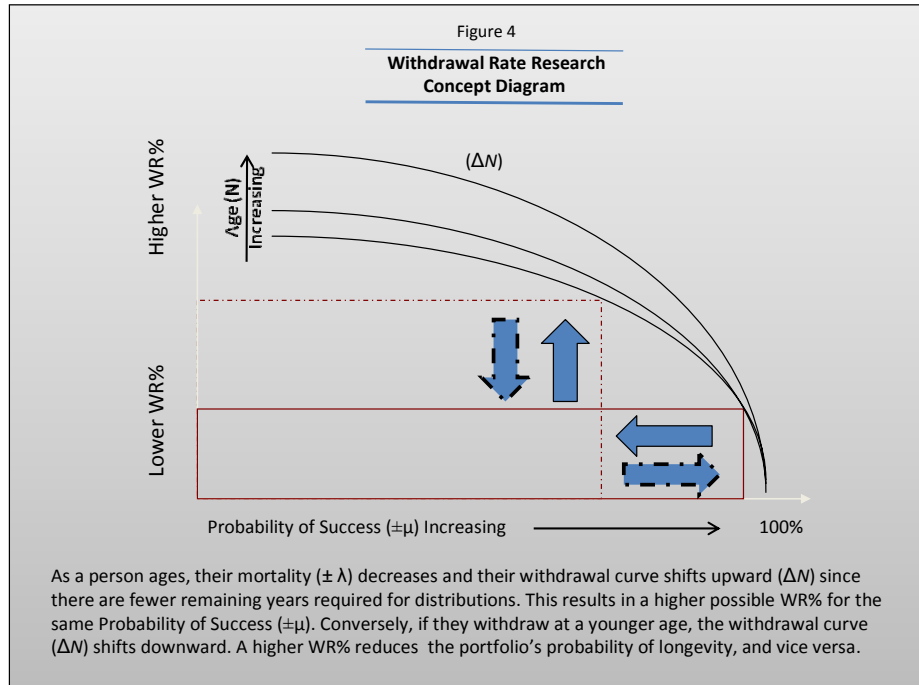 Figure 4
Withdrawal Rate Research
Concept Diagram
Higher WR%
Age (N)
Increasing
(ΔN)
Lower WR%
Probability of Success (±μ) Increasing
100%
As a person ages, their mortality (± λ) decreases and their withdrawal curve shifts upward (ΔN) since
there are fewer remaining years required for distributions. This results in a higher possible WR% for the
same Probability of Success (±μ). Conversely, if they withdraw at a younger age, the withdrawal curve
(ΔN) shifts downward. A higher WR% reduces the portfolio’s probability of longevity, and vice versa.